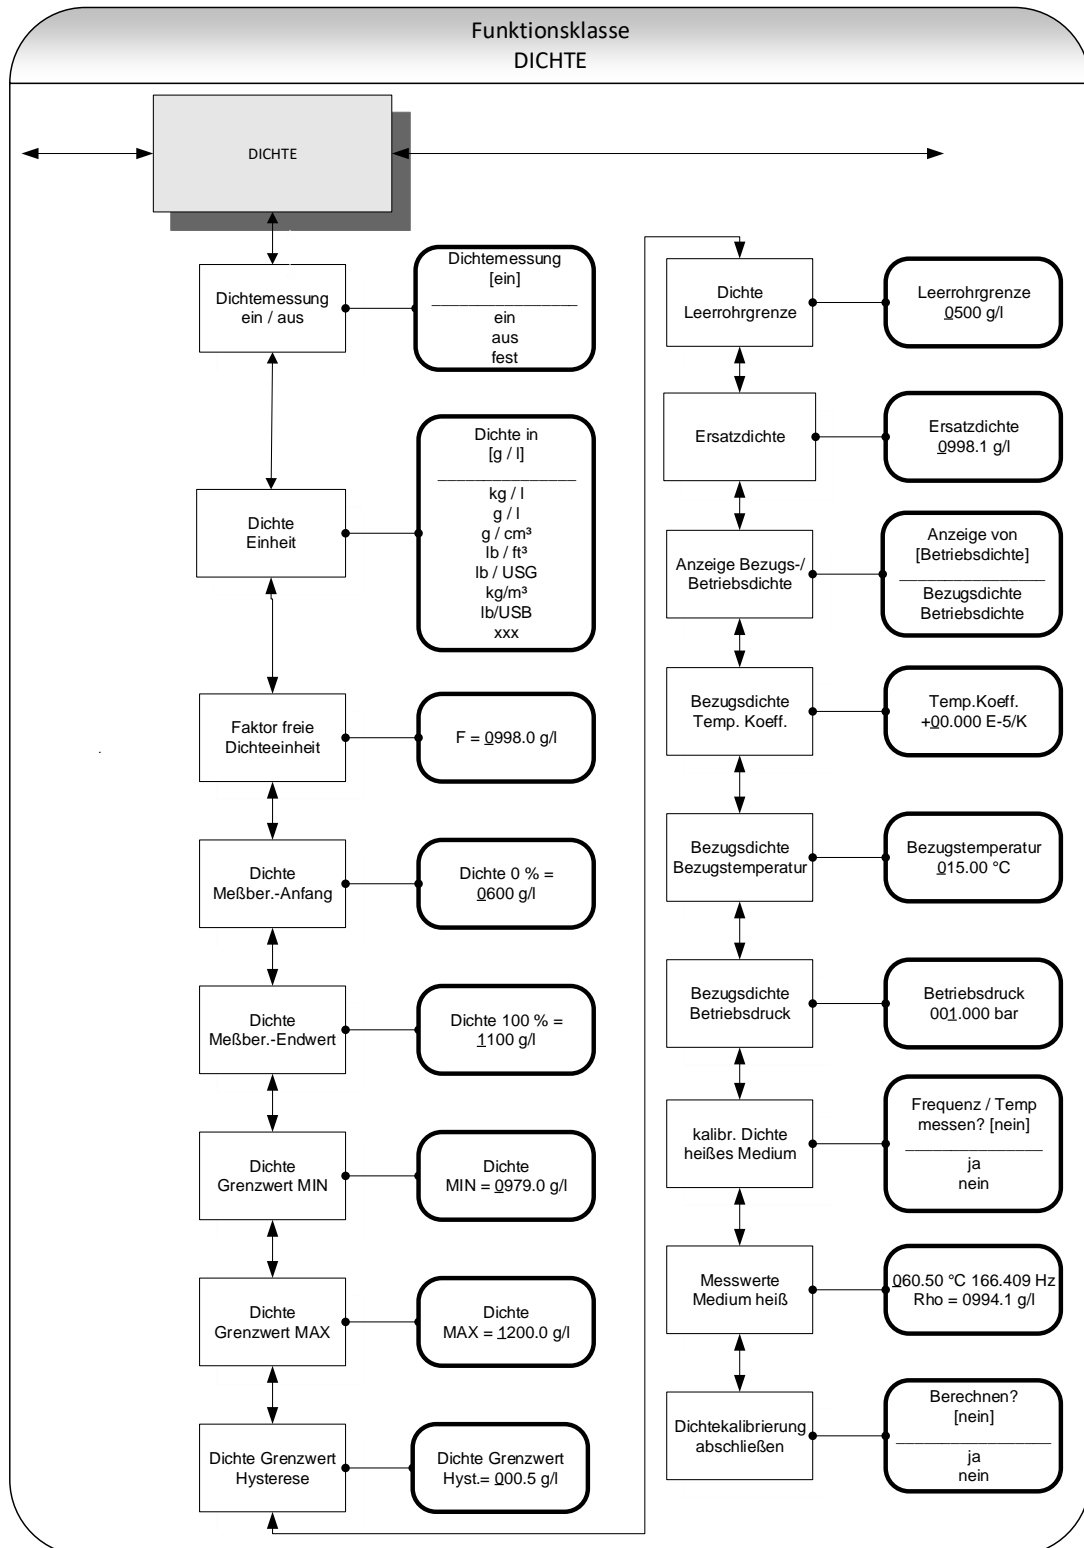 Funktionsklasse
DICHTE
DICHTE
Dichtemessung
ein / aus
Dichtemessung
[ein]
ein
aus
fest
Dichte
Einheit
Dichte in
[g / l]
kg / l
g / l
g / cm³
lb / ft³
lb / USG
kg/m³
lb/USB
xxx
Faktor freie
Dichteeinheit
F = 0998.0 g/l
Dichte
Meßber.-Anfang
Dichte 0 % =
0600 g/l
Dichte
Meßber.-Endwert
Dichte 100 % =
1100 g/l
Dichte
Grenzwert MIN
Dichte
MIN = 0979.0 g/l
Dichte
Grenzwert MAX
Dichte
MAX = 1200.0 g/l
Dichte Grenzwert
Hysterese
Dichte Grenzwert
Hyst.= 000.5 g/l
Dichte
Leerrohrgrenze
Leerrohrgrenze
0500 g/l
Ersatzdichte
Ersatzdichte
0998.1 g/l
Anzeige Bezugs-/
Betriebsdichte
Anzeige von
[Betriebsdichte]
Bezugsdichte
Betriebsdichte
Bezugsdichte
Temp. Koeff.
Temp.Koeff.
+00.000 E-5/K
Bezugsdichte
Bezugstemperatur
Bezugstemperatur
015.00 °C
Bezugsdichte
Betriebsdruck
Betriebsdruck
001.000 bar
kalibr. Dichte
heißes Medium
Frequenz / Temp
messen? [nein]
ja
nein
Messwerte
Medium heiß
060.50 °C 166.409 Hz
Rho = 0994.1 g/l
Dichtekalibrierung
abschließen
Berechnen?
[nein]
ja
nein